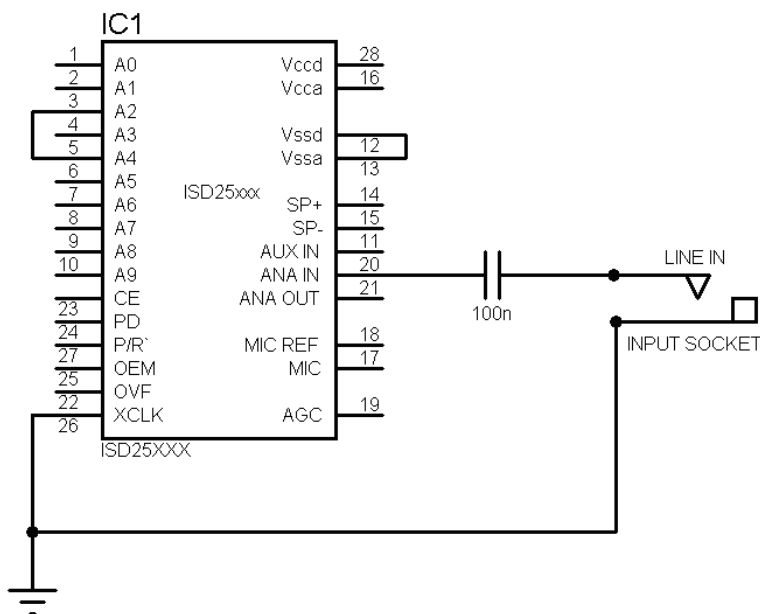 IC1
1 A0 Vccd 28
2 A1 Vcca 16
3 A2
4 A3 Vssd
5 A4 Vssa 12
6 A5 13
ISD25xxx
7 A6 SP+ 14
8 A7 SP- 15
9 A8 AUX IN 11
10 A9 ANA IN 20
CE ANA OUT 21
23 PD
24 P/R` MIC REF 18
27 OEM MIC 17
25 OVF
22 XCLK AGC 19
26
ISD25XXX
100n
LINE IN
INPUT SOCKET